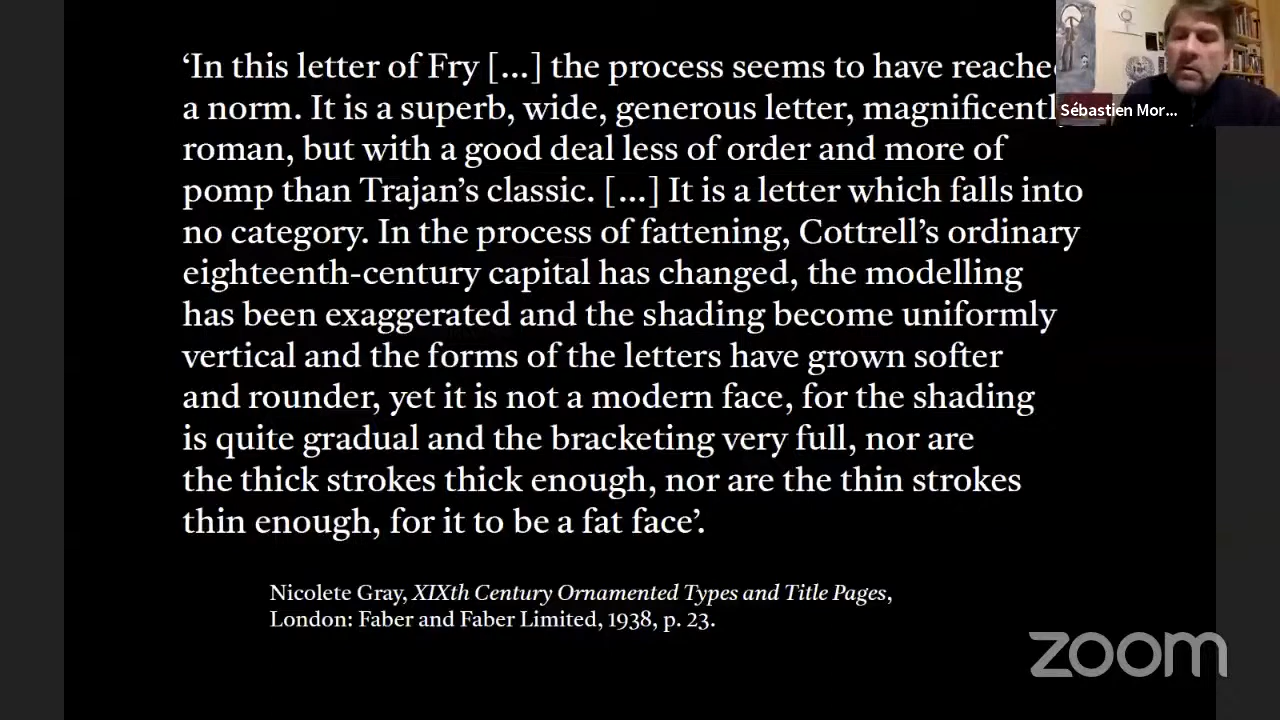 ‘In this letter of Fry [...] the process seems to have reache
a norm. It is a superb, wide, generous letter, magnificentl
roman, but with a good deal less of order and more of
pomp than Trajan’s classic. [...] It is a letter which falls into
no category. In the process of fattening, Cottrell’s ordinary
eighteenth-century capital has changed, the modelling
has been exaggerated and the shading become uniformly
vertical and the forms of the letters have grown softer
and rounder, yet it is not a modern face, for the shading
is quite gradual and the bracketing very full, nor are
the thick strokes thick enough, nor are the thin strokes
thin enough, for it to be a fat face’.
Nicolete Gray, XIXth Century Ornamented Types and Title Pages,
London: Faber and Faber Limited, 1938, p. 23.
Sébastien Mor...
zoom